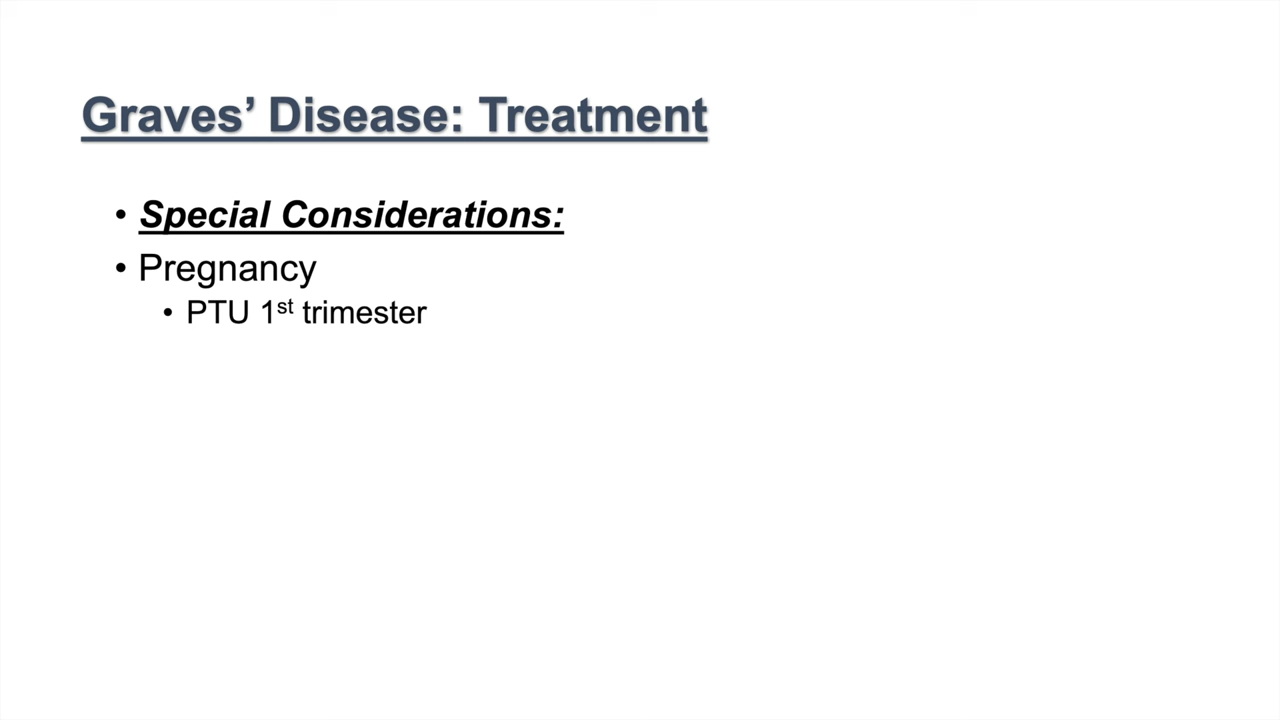 Graves’ Disease: Treatment
• Special Considerations:
• Pregnancy
• PTU 1st trimester